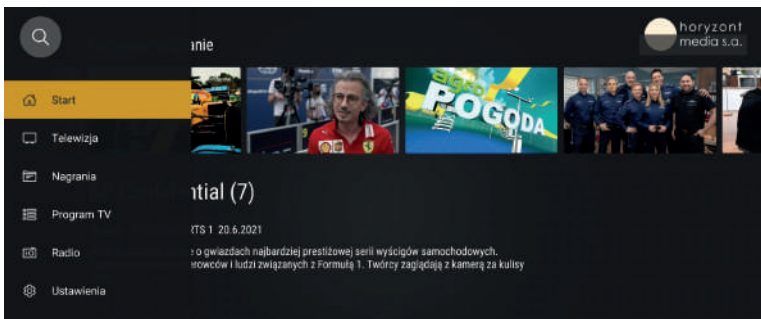 anie
horyzont
media s.a.
Start
Telewizja
Nagrania
Program TV
Radio
Ustawienia
POGODA
ntial (7)
RTS 1 20.6.2021
e o gwiazdach najbardziej prestiżowej serii wyścigów samochodowych.
erowców i ludzi związanych z Formułą 1. Twórcy zaglądają z kamerą za kulisy